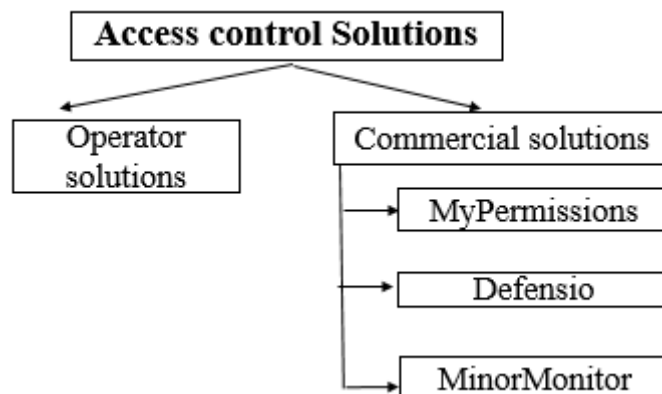 Access control Solutions
Operator
solutions
Commercial solutions
MyPermissions
Defensio
MinorMonitor